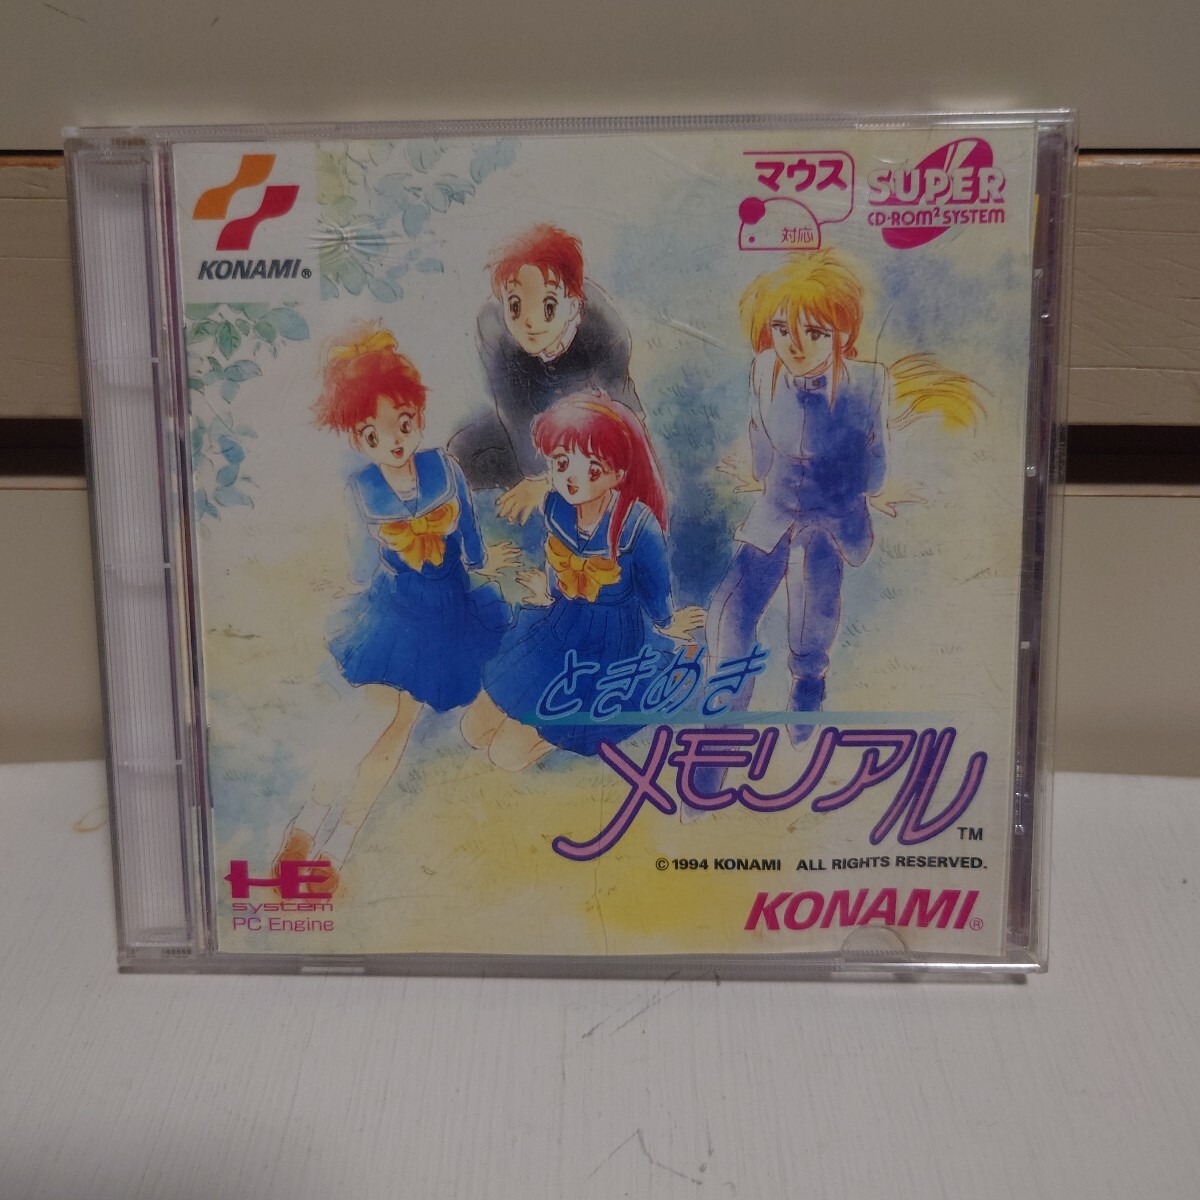 KONAMI®
マウス
対応
SUPER
CD-ROM² SYSTEM
ときめき
メモリアル
TM
© 1994 KONAMI ALL RIGHTS RESERVED.
HE
system
PC Engine
KONAMI®